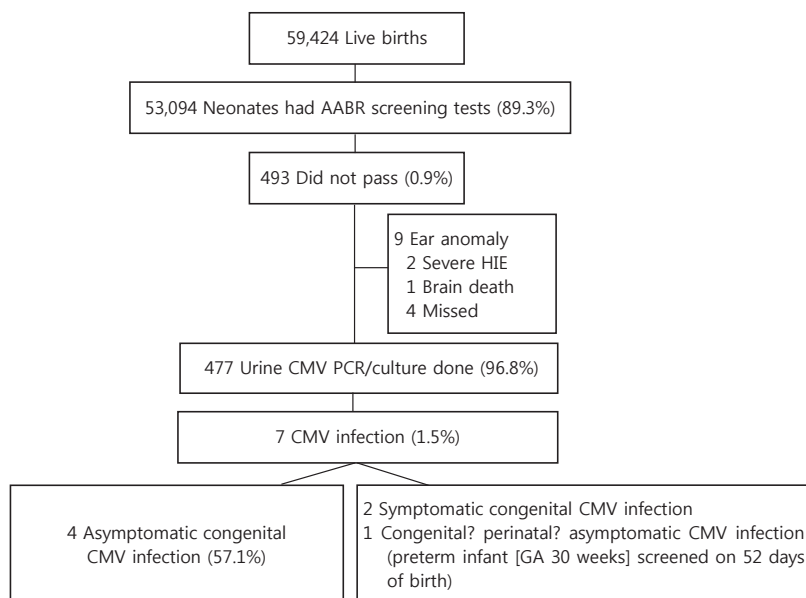 59,424 Live births
53,094 Neonates had AABR screening tests (89.3%)
493 Did not pass (0.9%)
9 Ear anomaly
2 Severe HIE
1 Brain death
4 Missed
477 Urine CMV PCR/culture done (96.8%)
7 CMV infection (1.5%)
4 Asymptomatic congenital
CMV infection (57.1%)
2 Symptomatic congenital CMV infection
1 Congenital? perinatal? asymptomatic CMV infection
(preterm infant [GA 30 weeks] screened on 52 days
of birth)